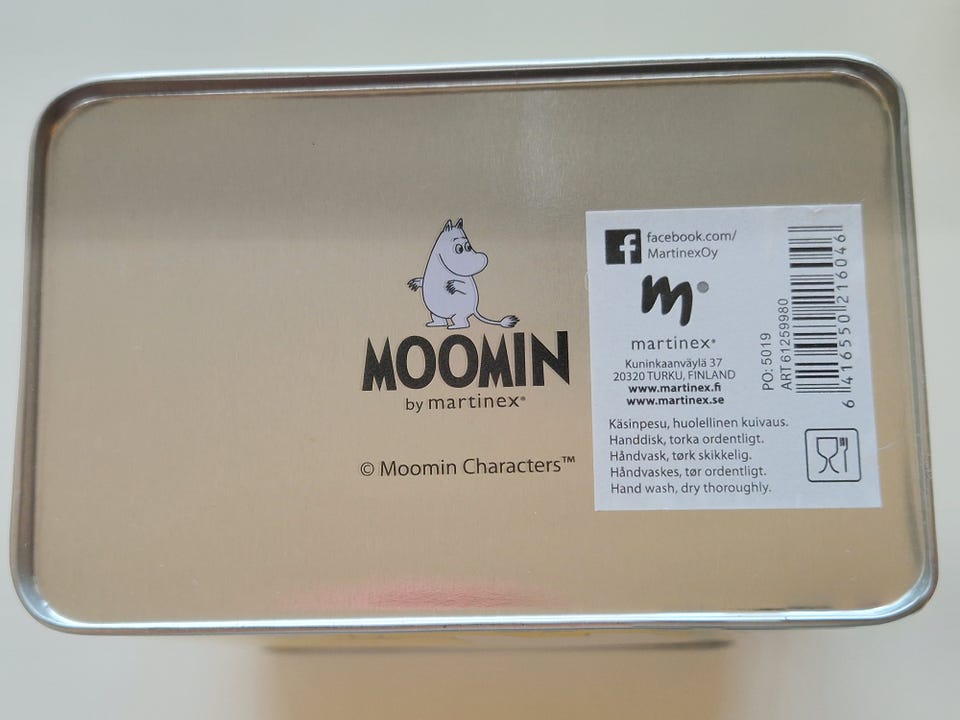 MOOMIN
by martinex®
© Moomin Characters™
f facebook.com/
MartinexOy
m
martinex®
Kuninkaanväylä 37
20320 TURKU, FINLAND
www.martinex.fi
www.martinex.se
PO: 5019
ART 61259980
6 416550 216046
Käsinpesu, huolellinen kuivaus.
Handdisk, torka ordentligt.
Håndvask, tørk skikkelig.
Håndvaskes, tør ordentligt.
Hand wash, dry thoroughly.